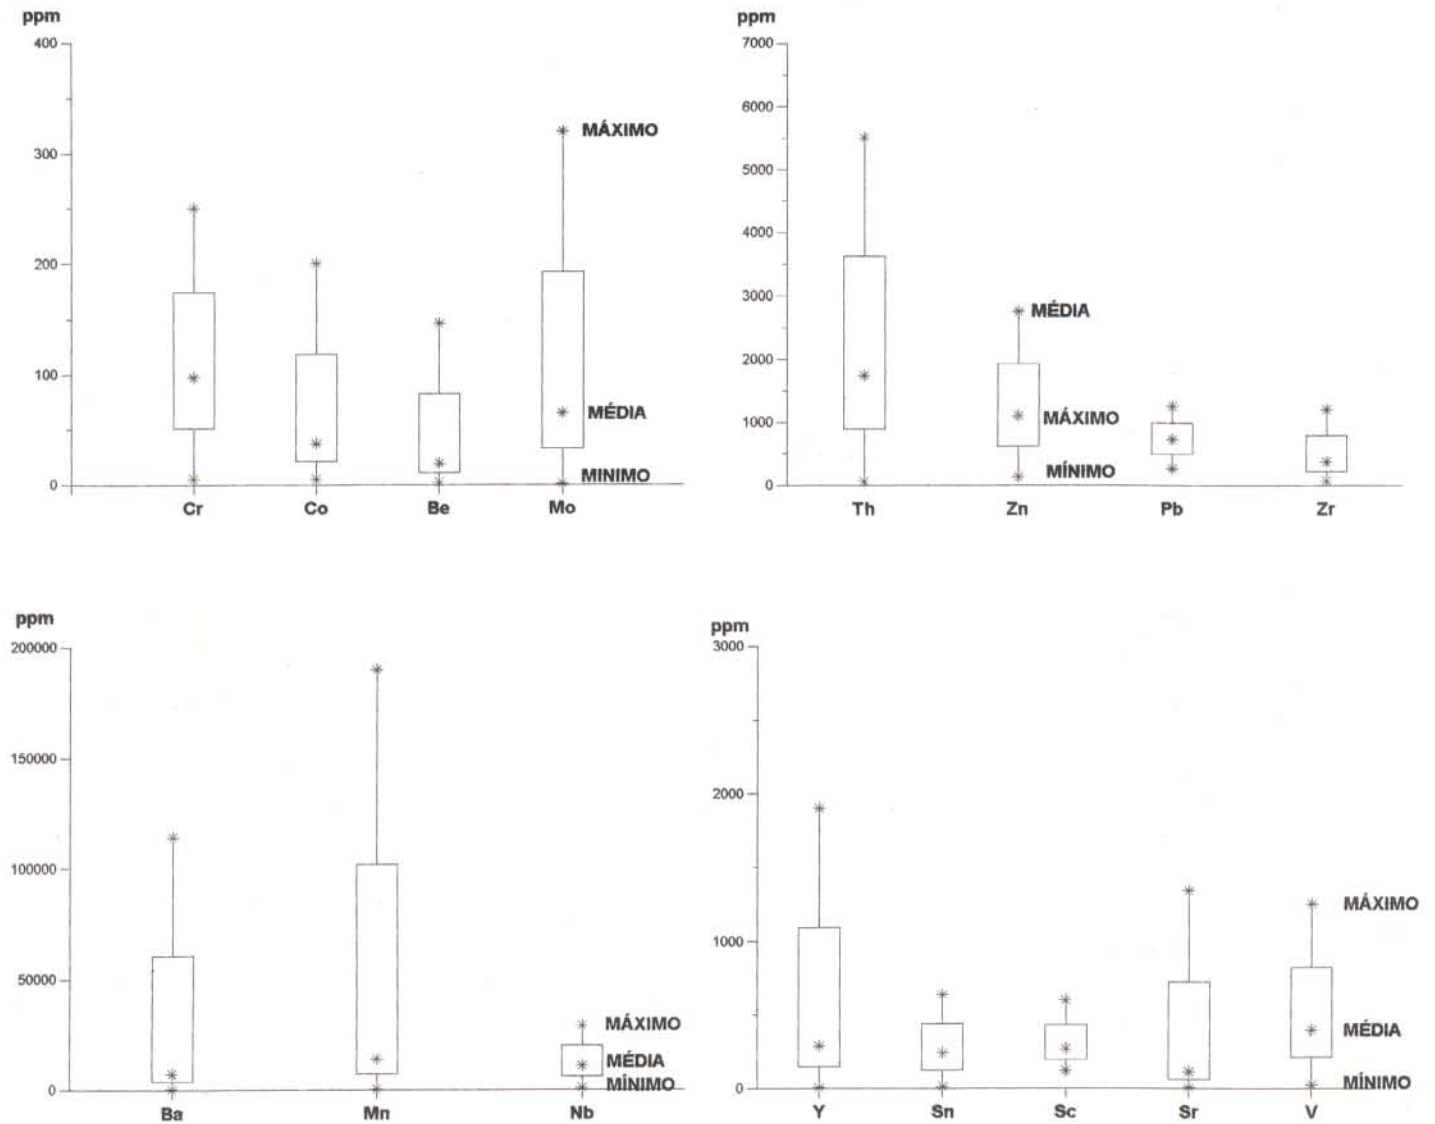 ppm
400
300
200
100
0
MÁXIMO
MÉDIA
MINIMO
Cr Co Be Mo
ppm
7000
6000
5000
4000
3000
2000
1000
0
MÉDIA
MÁXIMO
MÍNIMO
Th Zn Pb Zr
ppm
200000
150000
100000
50000
0
MÁXIMO
MÉDIA
MÍNIMO
Ba Mn Nb
ppm
3000
2000
1000
0
MÁXIMO
MÉDIA
MÍNIMO
Y Sn Sc Sr V